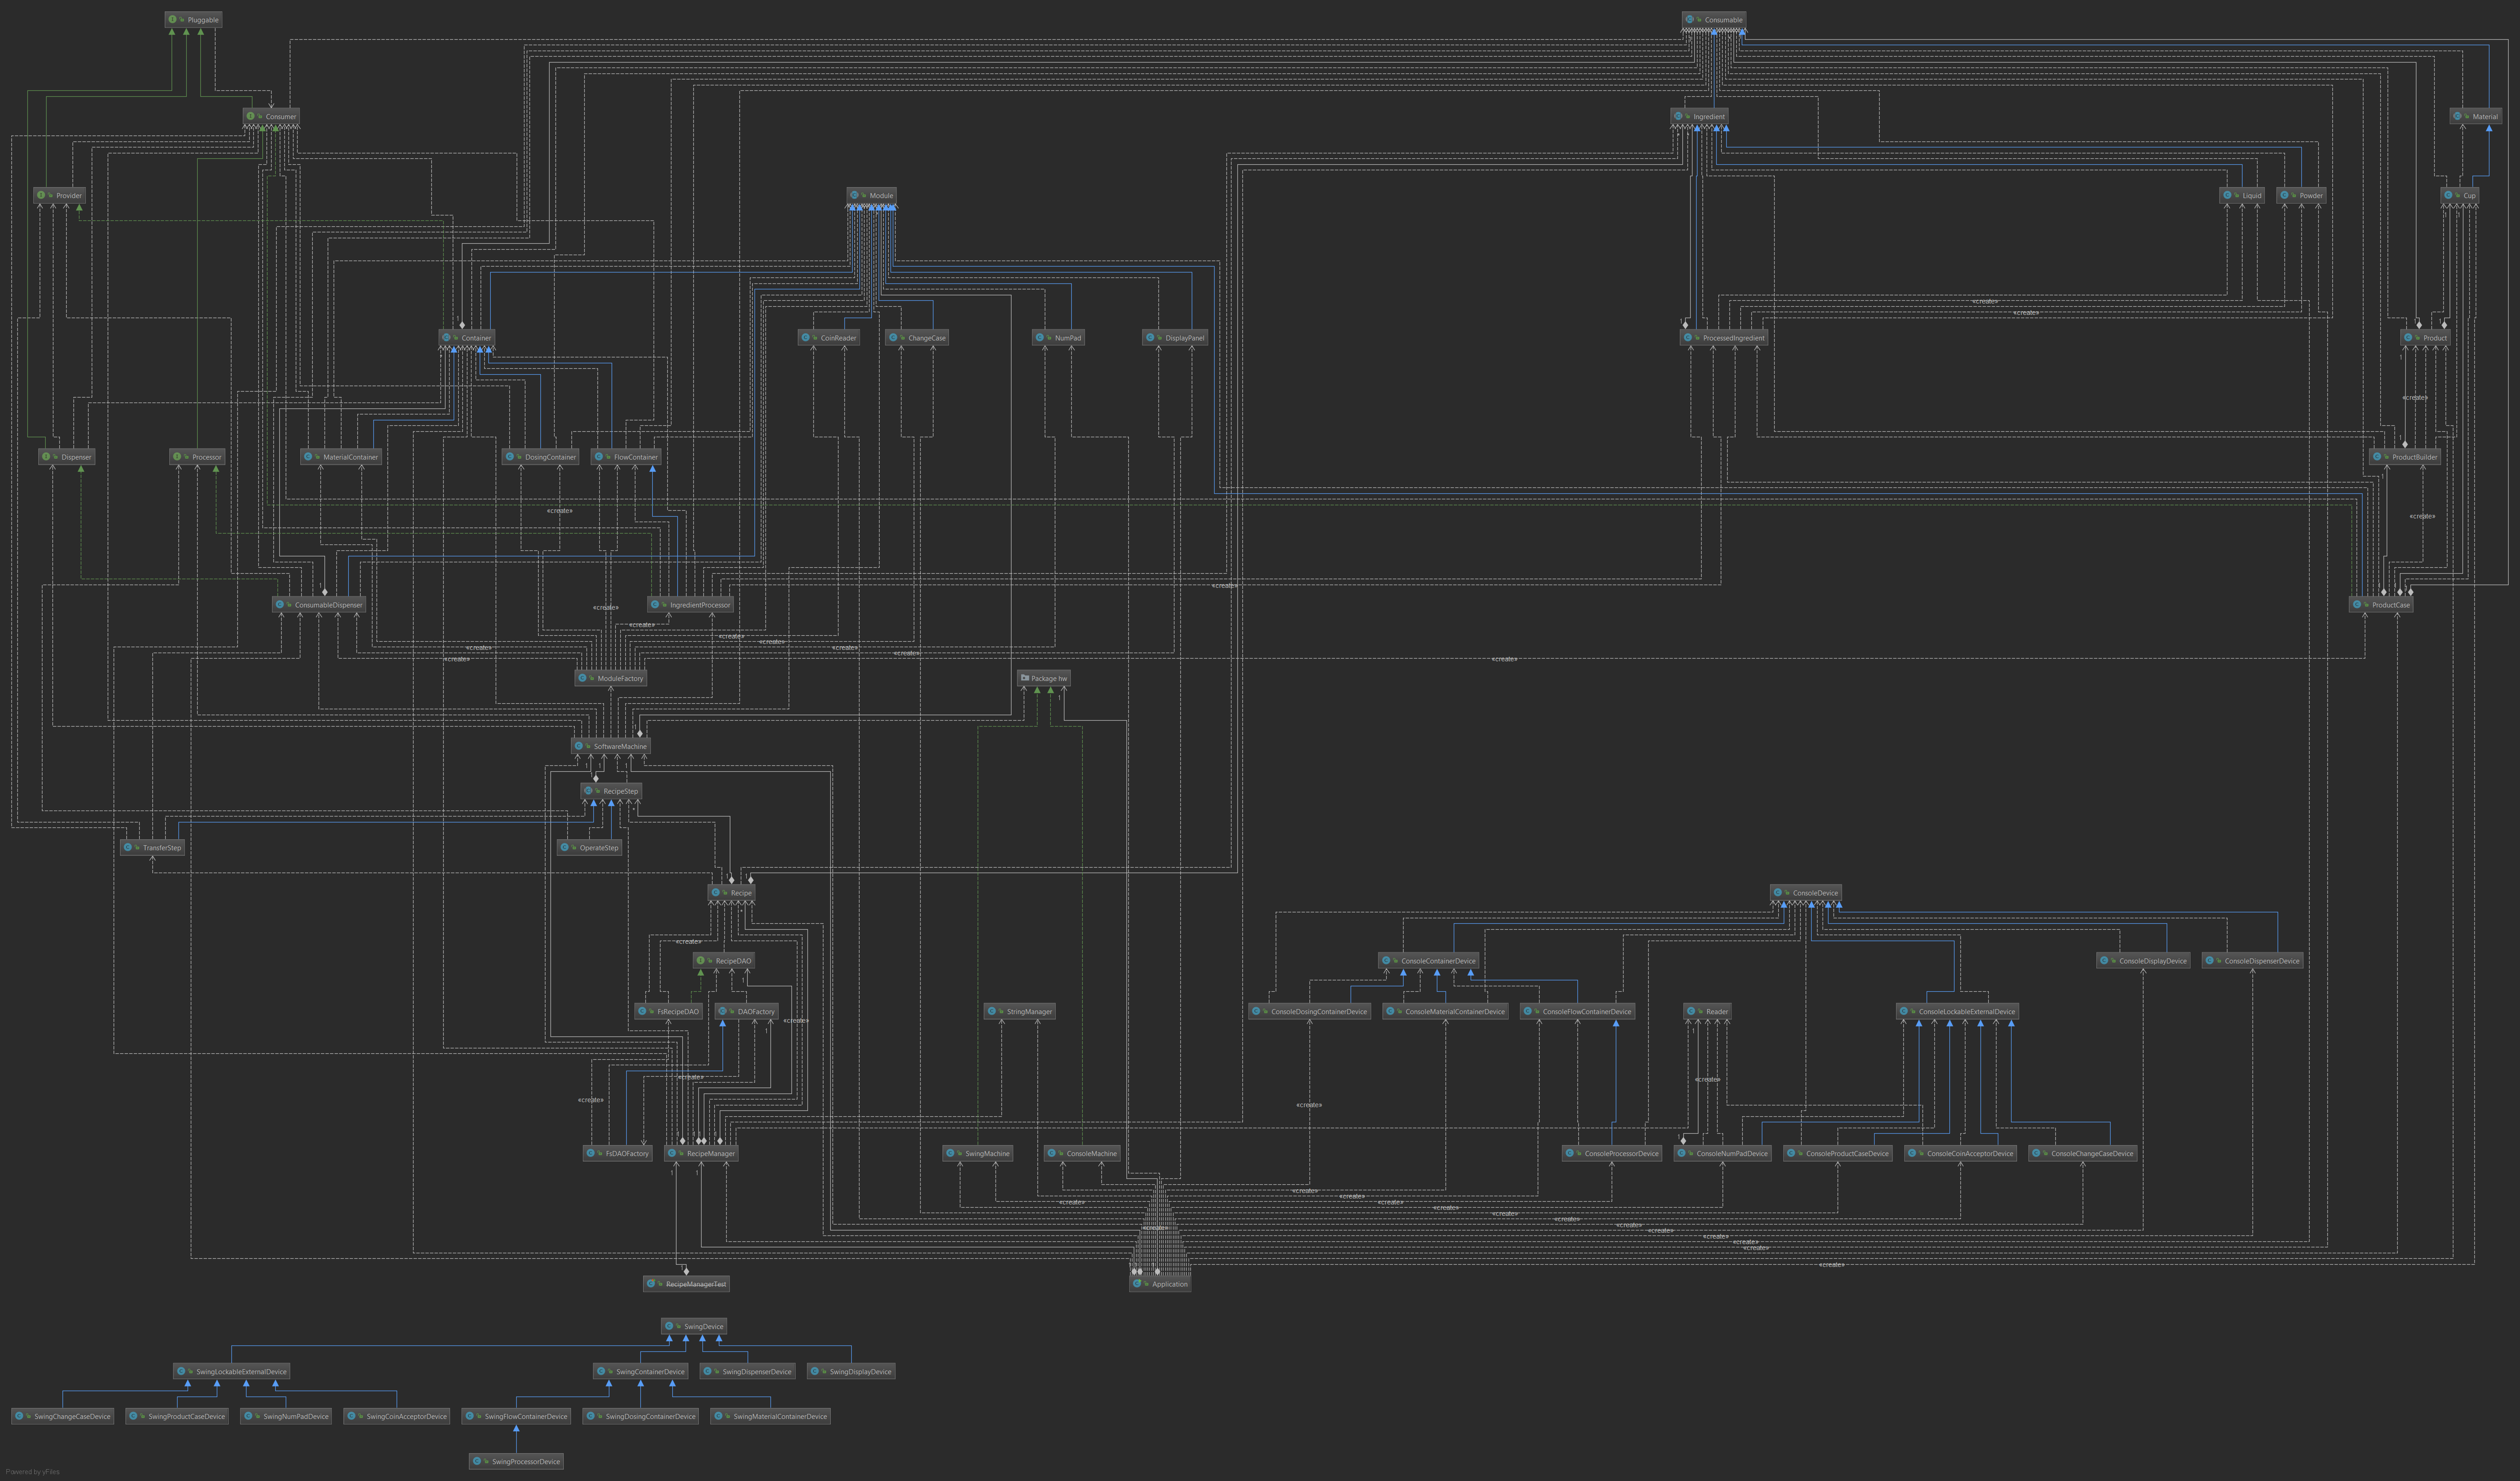 Pluggable
Consumable
Consumer
Ingredient
Material
Provider
Module
Liquid
Powder
Cup
«create»
«create»
Container
CoinReader
ChangeCase
NumPad
DisplayPanel
ProcessedIngredient
Product
«create»
Dispenser
Processor
MaterialContainer
DosingContainer
FlowContainer
ProductBuilder
«create»
«create»
«create»
ConsumableDispenser
IngredientProcessor
ProductCase
«create»
«create»
«create»
«create»
«create»
«create»
«create»
«create»
«create»
ModuleFactory
Package hw
SoftwareMachine
RecipeStep
TransferStep
OperateStep
Recipe
ConsoleDevice
«create»
RecipeDAO
ConsoleContainerDevice
ConsoleDisplayDevice
ConsoleDispenserDevice
FsRecipeDAO
DAOFactory
StringManager
ConsoleDosingContainerDevice
ConsoleMaterialContainerDevice
ConsoleFlowContainerDevice
Reader
ConsoleLockableExternalDevice
«create»
«create»
«create»
«create»
«create»
FsDAOFactory
RecipeManager
SwingMachine
ConsoleMachine
ConsoleProcessorDevice
ConsoleNumPadDevice
ConsoleProductCaseDevice
ConsoleCoinAcceptorDevice
ConsoleChangeCaseDevice
«create»
«create»
«create»
«create»
«create»
«create»
«create»
«create»
«create»
«create»
«create»
«create»
«create»
«create»
RecipeManagerTest
Application
SwingDevice
SwingLockableExternalDevice
SwingContainerDevice
SwingDispenserDevice
SwingDisplayDevice
SwingChangeCaseDevice
SwingProductCaseDevice
SwingNumPadDevice
SwingCoinAcceptorDevice
SwingFlowContainerDevice
SwingDosingContainerDevice
SwingMaterialContainerDevice
SwingProcessorDevice
Powered by yFiles